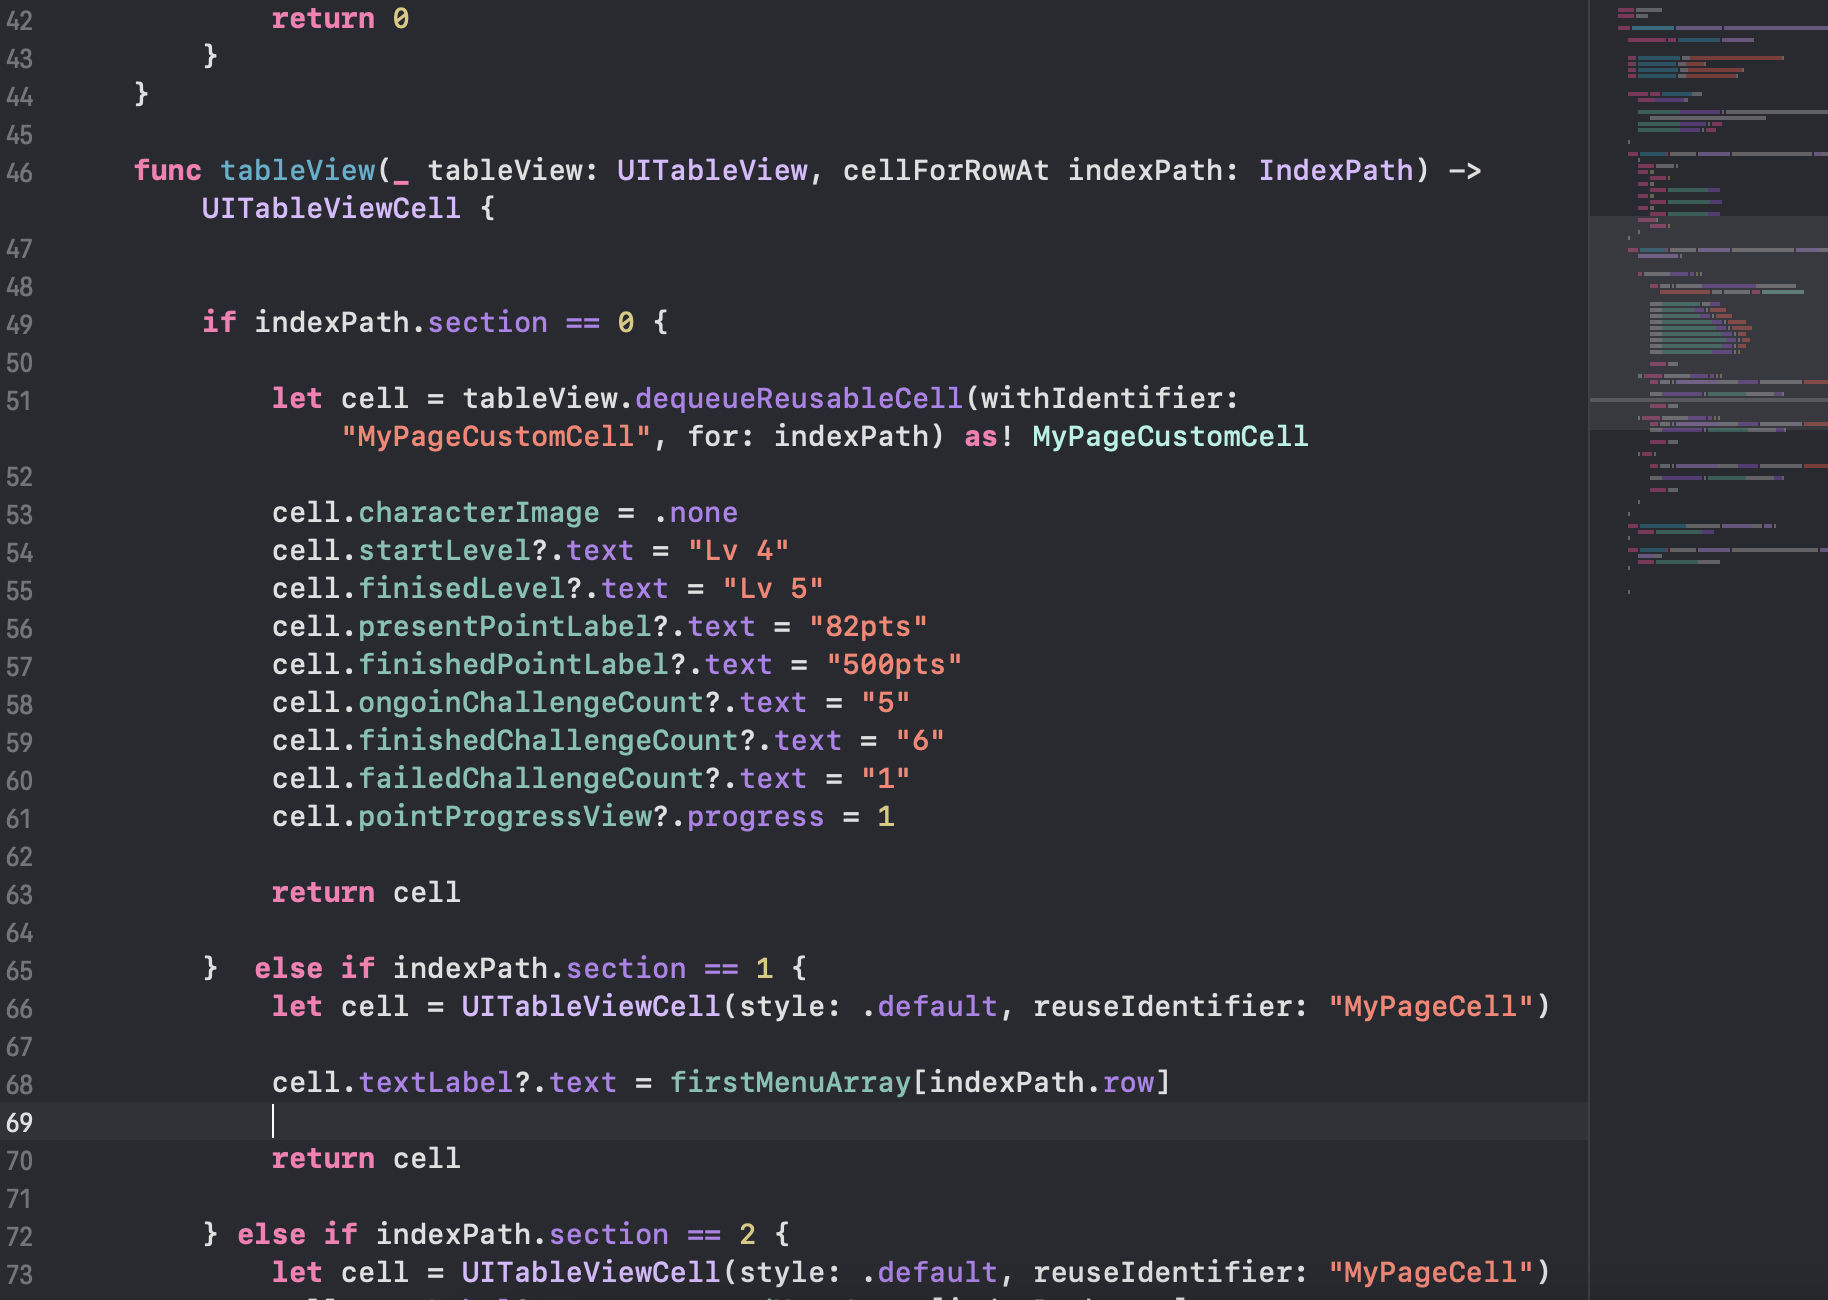 42 return 0
43 }
44 }
45
46 func tableView(_ tableView: UITableView, cellForRowAt indexPath: IndexPath) ->
UITableViewCell {
47
48
49 if indexPath.section == 0 {
50
51 let cell = tableView.dequeueReusableCell(withIdentifier:
"MyPageCustomCell", for: indexPath) as! MyPageCustomCell
52
53 cell.characterImage = .none
54 cell.startLevel?.text = "Lv 4"
55 cell.finisedLevel?.text = "Lv 5"
56 cell.presentPointLabel?.text = "82pts"
57 cell.finishedPointLabel?.text = "500pts"
58 cell.ongoinChallengeCount?.text = "5"
59 cell.finishedChallengeCount?.text = "6"
60 cell.failedChallengeCount?.text = "1"
61 cell.pointProgressView?.progress = 1
62
63 return cell
64
65 } else if indexPath.section == 1 {
66 let cell = UITableViewCell(style: .default, reuseIdentifier: "MyPageCell")
67
68 cell.textLabel?.text = firstMenuArray[indexPath.row]
69
70 return cell
71
72 } else if indexPath.section == 2 {
73 let cell = UITableViewCell(style: .default, reuseIdentifier: "MyPageCell")